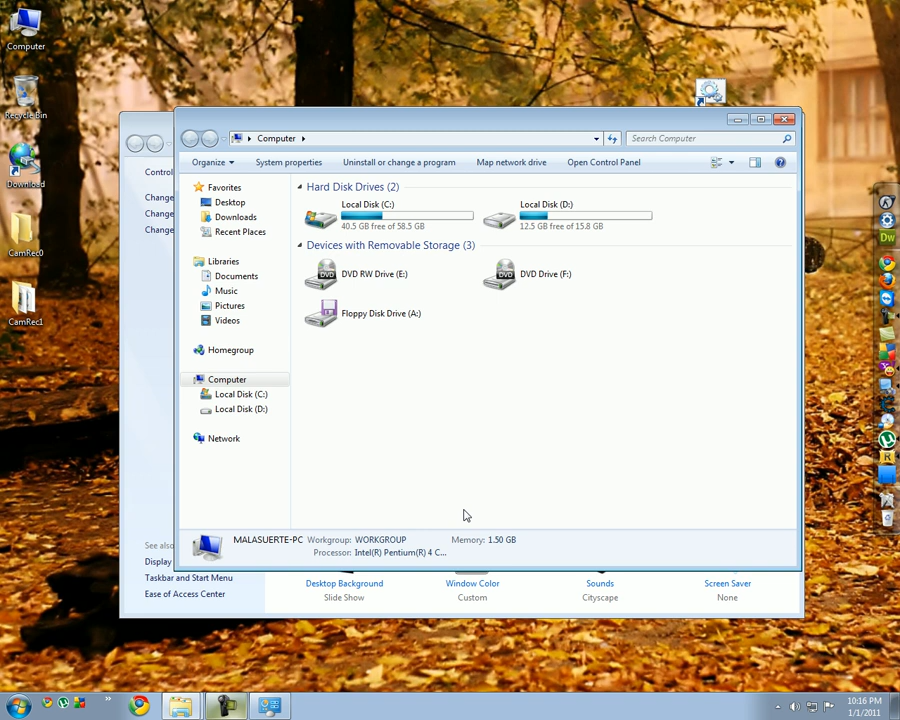 Computer
Recycle Bin
Download
CamRec0
CamRec1
Computer
Search Computer
Organize
System properties
Uninstall or change a program
Map network drive
Open Control Panel
Control
Change
Change
Change
See also
Display
Taskbar and Start Menu
Ease of Access Center
Favorites
Desktop
Downloads
Recent Places
Libraries
Documents
Music
Pictures
Videos
Homegroup
Computer
Local Disk (C:)
Local Disk (D:)
Network
Hard Disk Drives (2)
Local Disk (C:)
40.5 GB free of 58.5 GB
Local Disk (D:)
12.5 GB free of 15.8 GB
Devices with Removable Storage (3)
DVD
DVD RW Drive (E:)
DVD
DVD Drive (F:)
Floppy Disk Drive (A:)
MALASUERTE-PC
Workgroup: WORKGROUP
Memory: 1.50 GB
Processor: Intel(R) Pentium(R) 4 C...
Desktop Background
Slide Show
Window Color
Custom
Sounds
Cityscape
Screen Saver
None
Dw
R
10:16 PM
1/1/2011